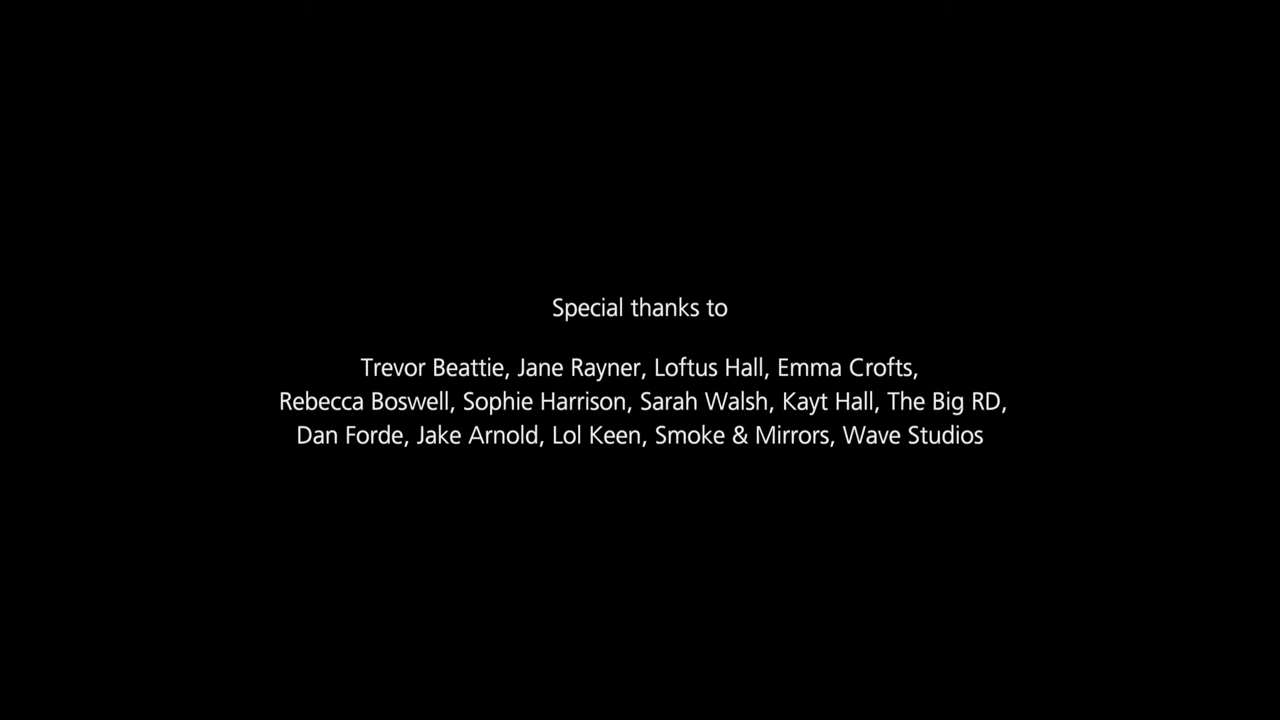 Special thanks to
Trevor Beattie, Jane Rayner, Loftus Hall, Emma Crofts,
Rebecca Boswell, Sophie Harrison, Sarah Walsh, Kayt Hall, The Big RD,
Dan Forde, Jake Arnold, Lol Keen, Smoke & Mirrors, Wave Studios